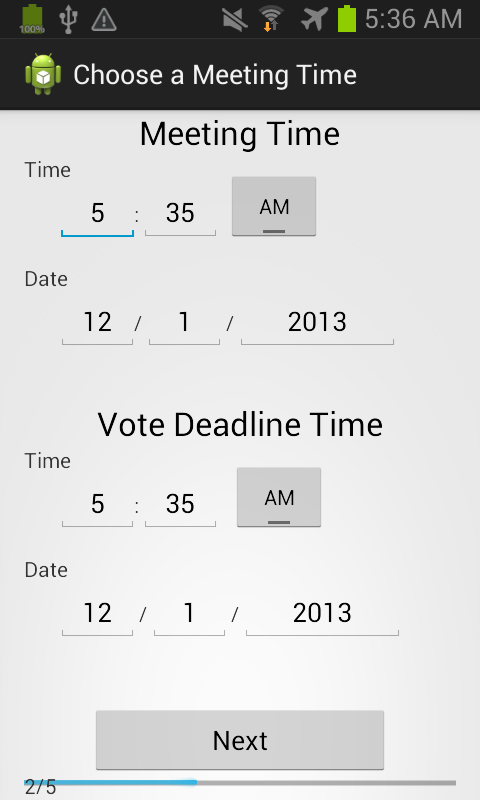 100% 5:36 AM
Choose a Meeting Time
Meeting Time
Time
5 : 35 AM
Date
12 / 1 / 2013
Vote Deadline Time
Time
5 : 35 AM
Date
12 / 1 / 2013
Next
2/5